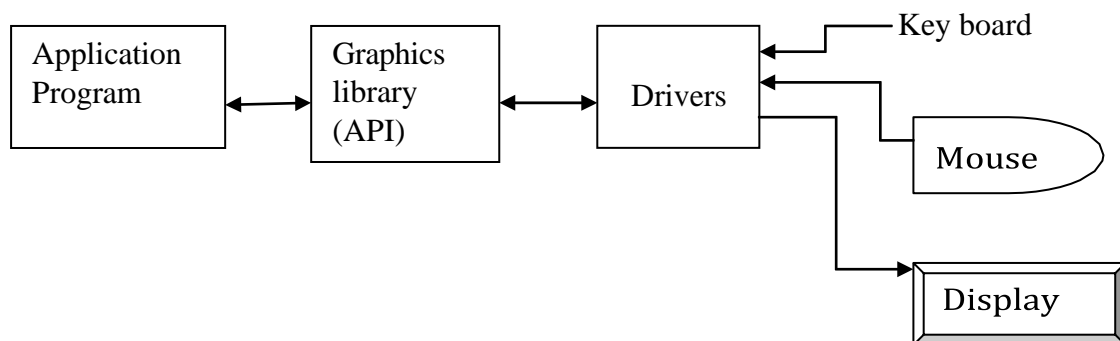 Application
Program
Graphics
library
(API)
Drivers
Key board
Mouse
Display